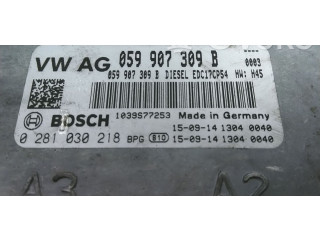 VW AG 059 907 309 B
059 907 309 B DIESEL EDC17CP54 HW: H45
0003
BOSCH 1039S77253 Made in Germany
15-09-14 1304 0040
0 281 030 218 BPG 810 15-09-14 1304 0040
A3 A2